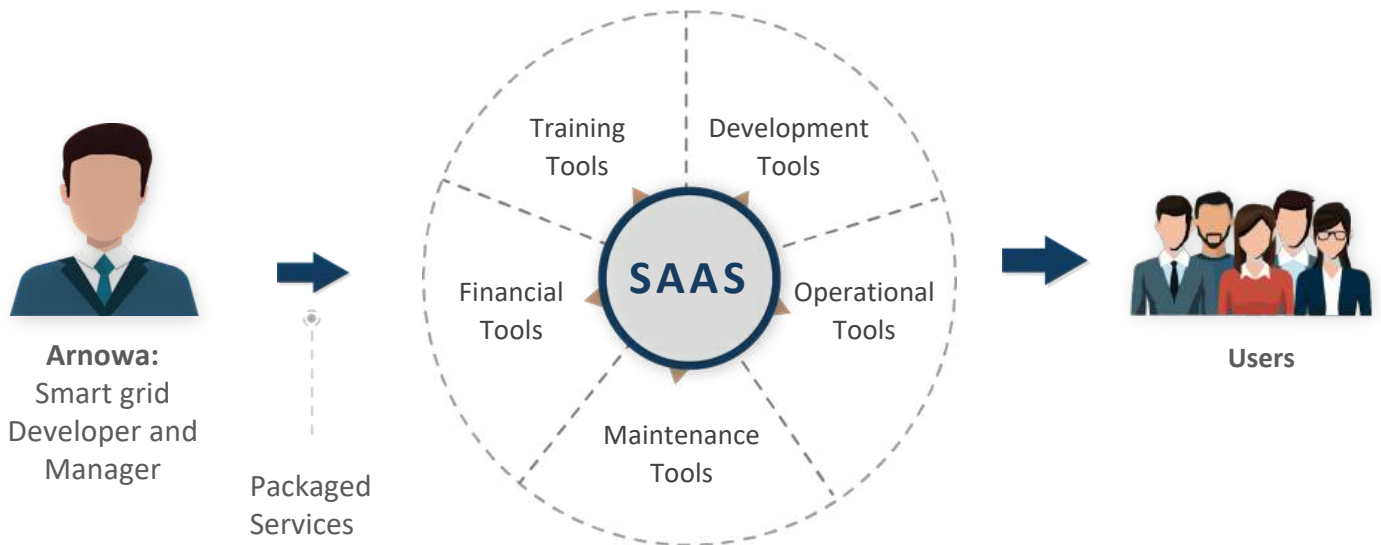 Arnowa:
Smart grid
Developer and
Manager
Packaged
Services
Training
Tools
Development
Tools
Financial
Tools
SAAS
Operational
Tools
Maintenance
Tools
Users